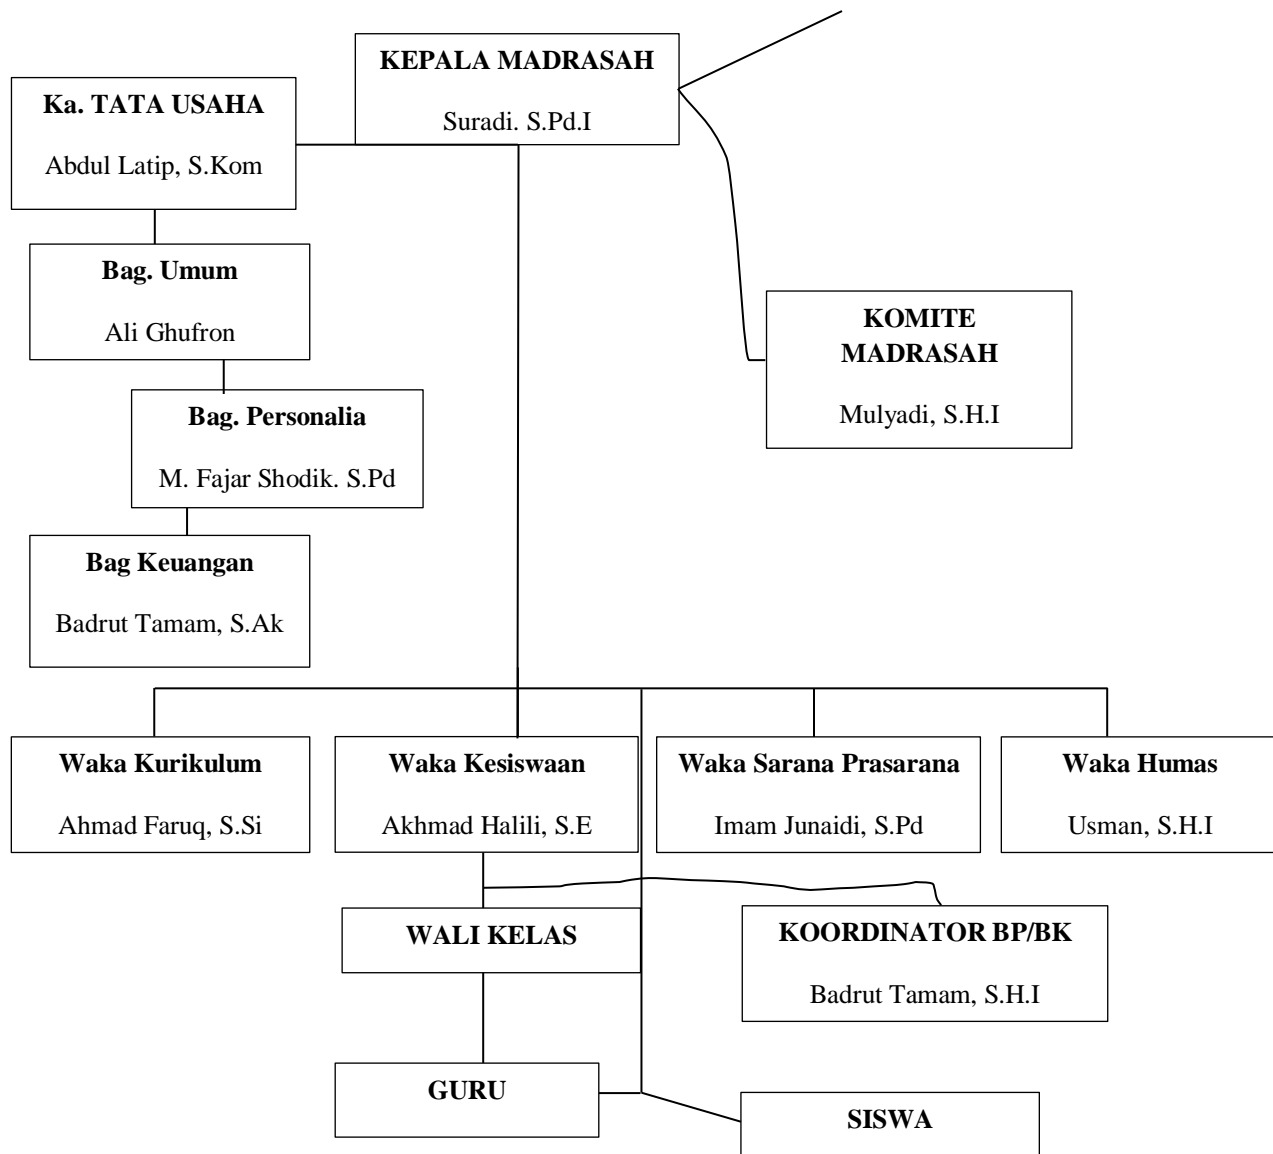 KEPALA MADRASAH
Suradi. S.Pd.I
Ka. TATA USAHA
Abdul Latip, S.Kom
Bag. Umum
Ali Ghufron
KOMITE
MADRASAH
Mulyadi, S.H.I
Bag. Personalia
M. Fajar Shodik. S.Pd
Bag Keuangan
Badrut Tamam, S.Ak
Waka Kurikulum
Ahmad Faruq, S.Si
Waka Kesiswaan
Akhmad Halili, S.E
Waka Sarana Prasarana
Imam Junaidi, S.Pd
Waka Humas
Usman, S.H.I
WALI KELAS
KOORDINATOR BP/BK
Badrut Tamam, S.H.I
GURU
SISWA